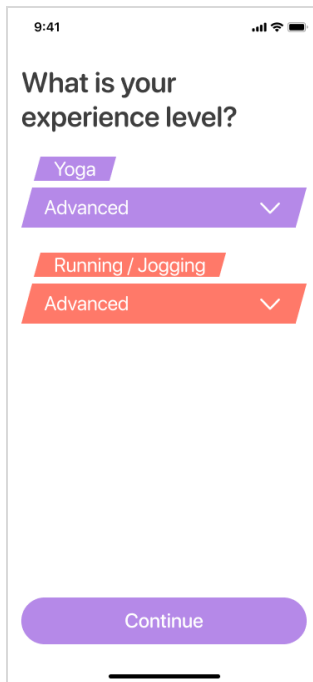 9:41
What is your
experience level?
Yoga
Advanced
Running / Jogging
Advanced
Continue